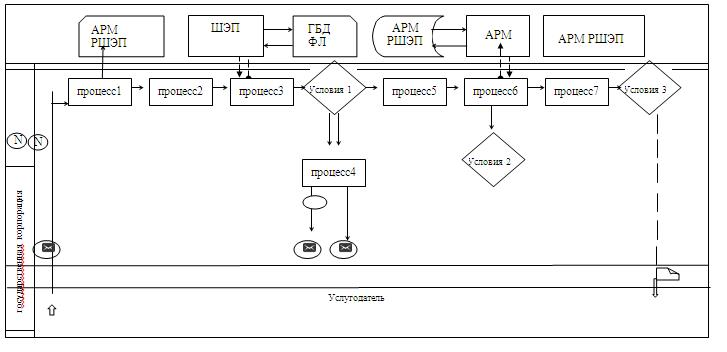 АРМ
РШЭП
ШЭП
ГБД
ФЛ
АРМ
РШЭП
АРМ
АРМ РШЭП
процесс1
процесс2
процесс3
Условия 1
процесс5
процесс6
процесс7
Условия 3
N
N
Условия 2
процесс4
государственная корпорация
Услугодатель